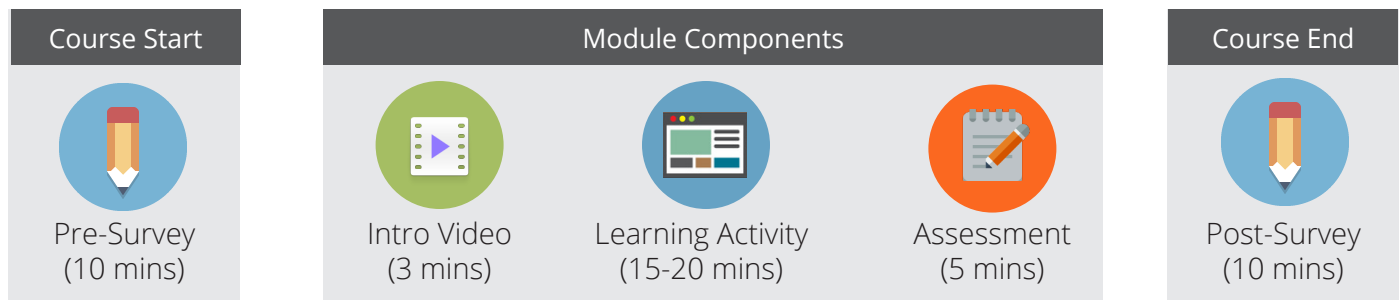 Course Start
Pre-Survey
(10 mins)
Module Components
Intro Video
(3 mins)
Learning Activity
(15-20 mins)
Assessment
(5 mins)
Course End
Post-Survey
(10 mins)